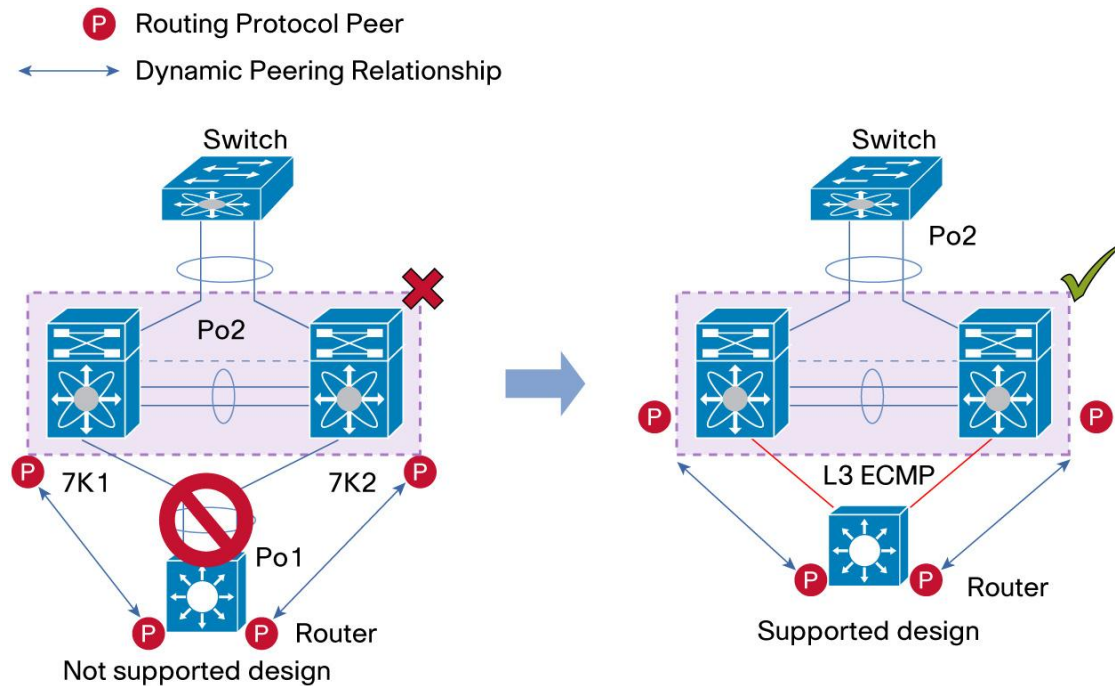 P Routing Protocol Peer
Dynamic Peering Relationship
Switch
Po2
P
P
7K1
7K2
Po1
P
P
Router
Not supported design
Switch
Po2
P
P
L3 ECMP
P
P
Router
Supported design